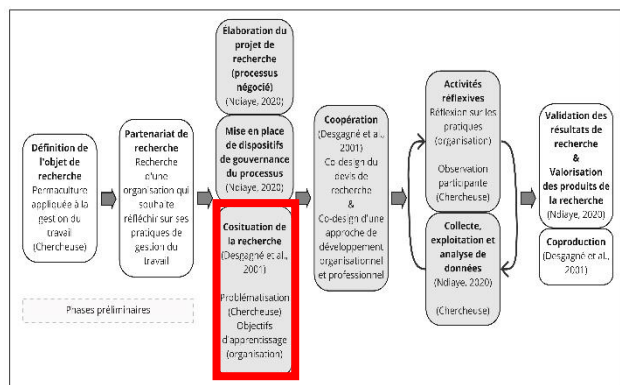 Définition de
l'objet de
recherche
Permaculture
appliquée à la
gestion du
travail
(Chercheuse)
Partenariat de
recherche
Recherche
d'une
organisation qui
souhaite
réfléchir sur ses
pratiques de
gestion du
travail
Phases préliminaires
Élaboration du
projet de
recherche
(processus
négocié)
(Ndiaye, 2020)
Mise en place
de dispositifs
de gouvernance
du processus
(Ndiaye, 2020)
Cosituation de
la recherche
(Desgagné et al.,
2001)
Problématisation
(Chercheuse)
Objectifs
d'apprentissage
(organisation)
Coopération
(Desgagné et al.,
2001)
Co-design du
devis de
recherche
&
Co-design d'une
approche de
développement
organisationnel
et professionnel
Activités
réflexives
Réflexion sur les
pratiques
(organisation)
Observation
participante
(Chercheuse)
Collecte,
exploitation et
analyse de
données
(Ndiaye, 2020)
(Chercheuse)
Validation des
résultats de
recherche
&
Valorisation des
produits de la
recherche
(Ndiaye, 2020)
Coproduction
(Desgagné et al.,
2001)